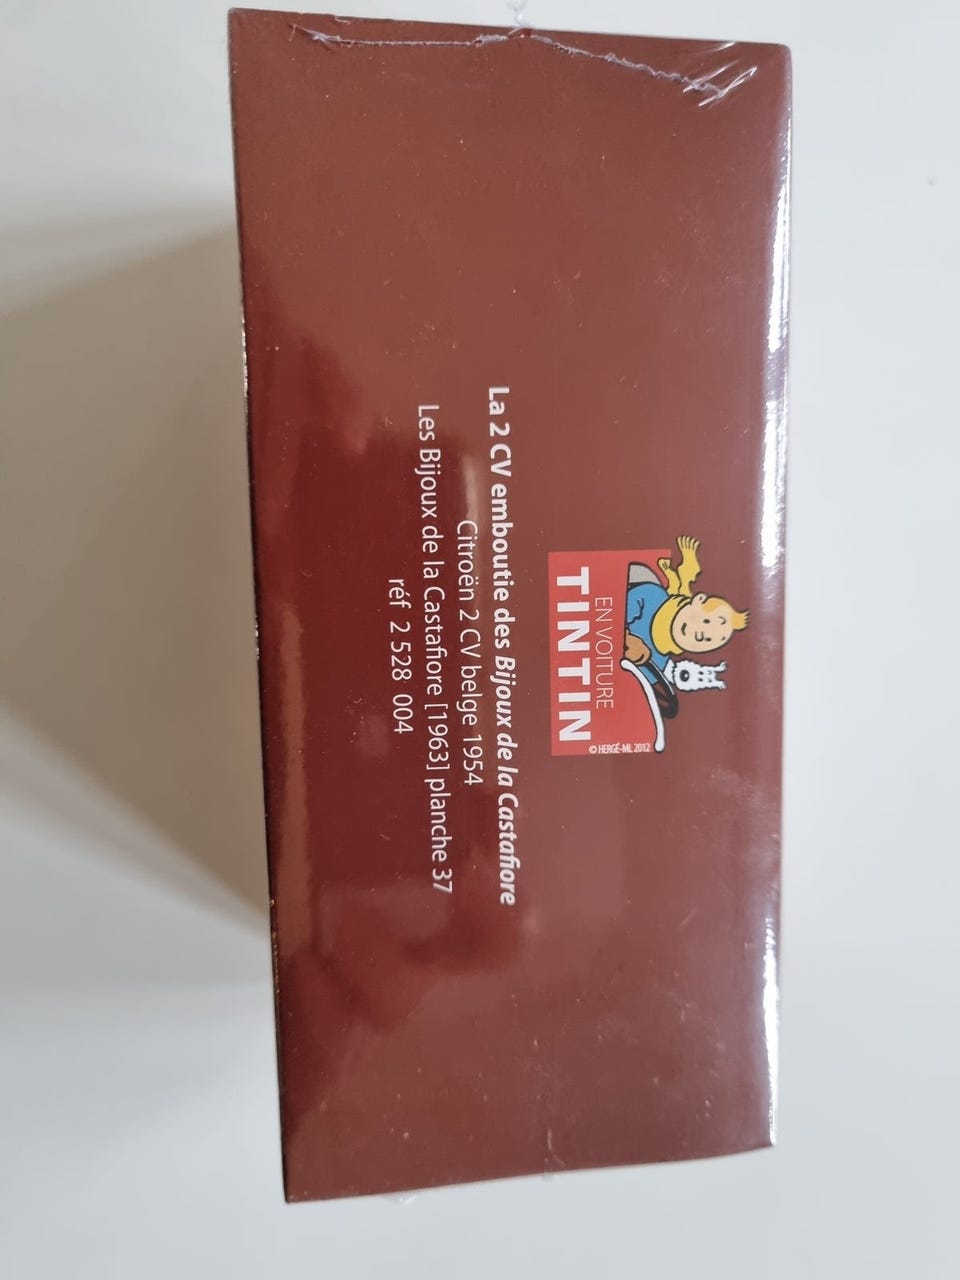 EN VOITURE
TINTIN
© HERGÉ-ML 2012
La 2 CV emboutie des Bijoux de la Castafiore
Citroën 2 CV belge 1954
Les Bijoux de la Castafiore [1963] planche 37
réf 2 528 004